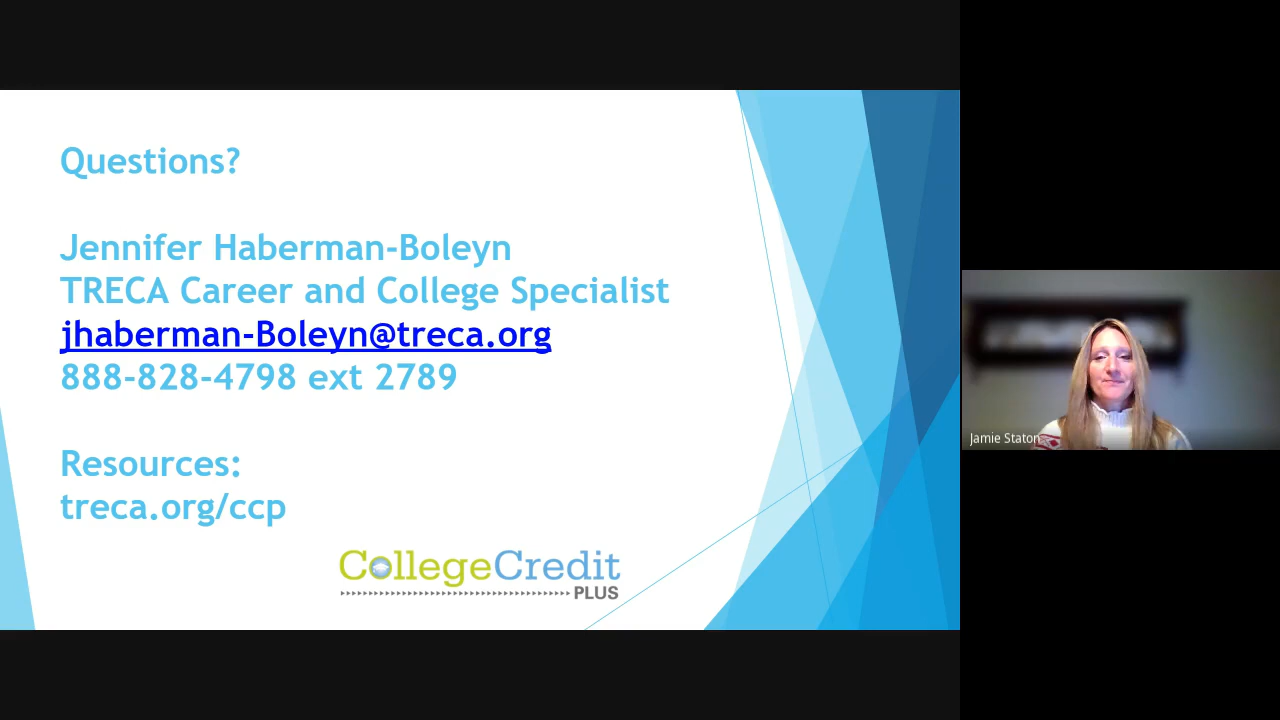 Questions?
Jennifer Haberman-Boleyn
TRECA Career and College Specialist
jhaberman-Boleyn@treca.org
888-828-4798 ext 2789
Resources:
treca.org/ccp
CollegeCredit
PLUS
Jamie Staton